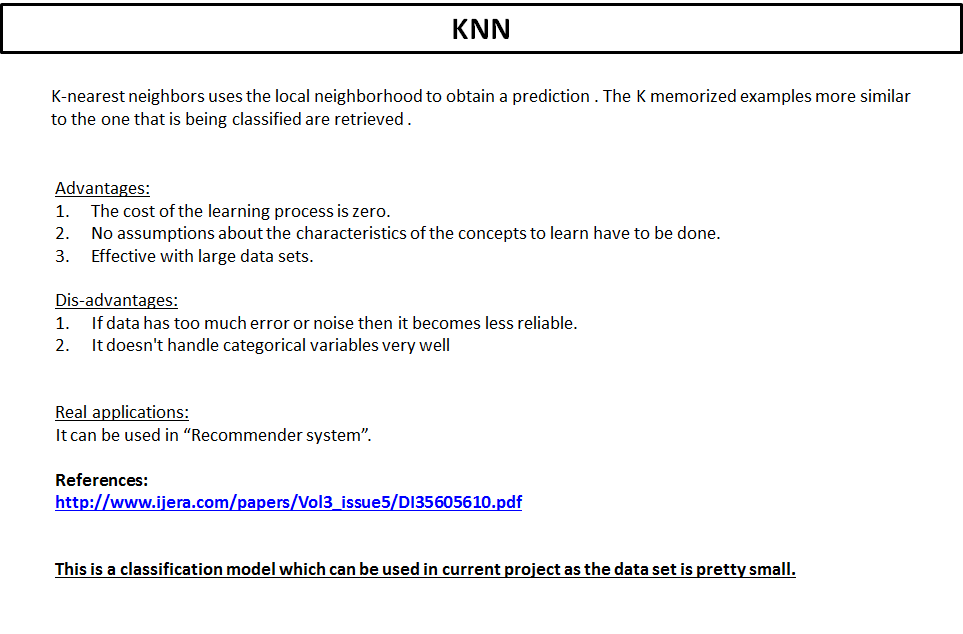 KNN
K-nearest neighbors uses the local neighborhood to obtain a prediction . The K memorized examples more similar
to the one that is being classified are retrieved .
Advantages:
1. The cost of the learning process is zero.
2. No assumptions about the characteristics of the concepts to learn have to be done.
3. Effective with large data sets.
Dis-advantages:
1. If data has too much error or noise then it becomes less reliable.
2. It doesn't handle categorical variables very well
Real applications:
It can be used in “Recommender system”.
References:
http://www.ijera.com/papers/Vol3_issue5/DI35605610.pdf
This is a classification model which can be used in current project as the data set is pretty small.